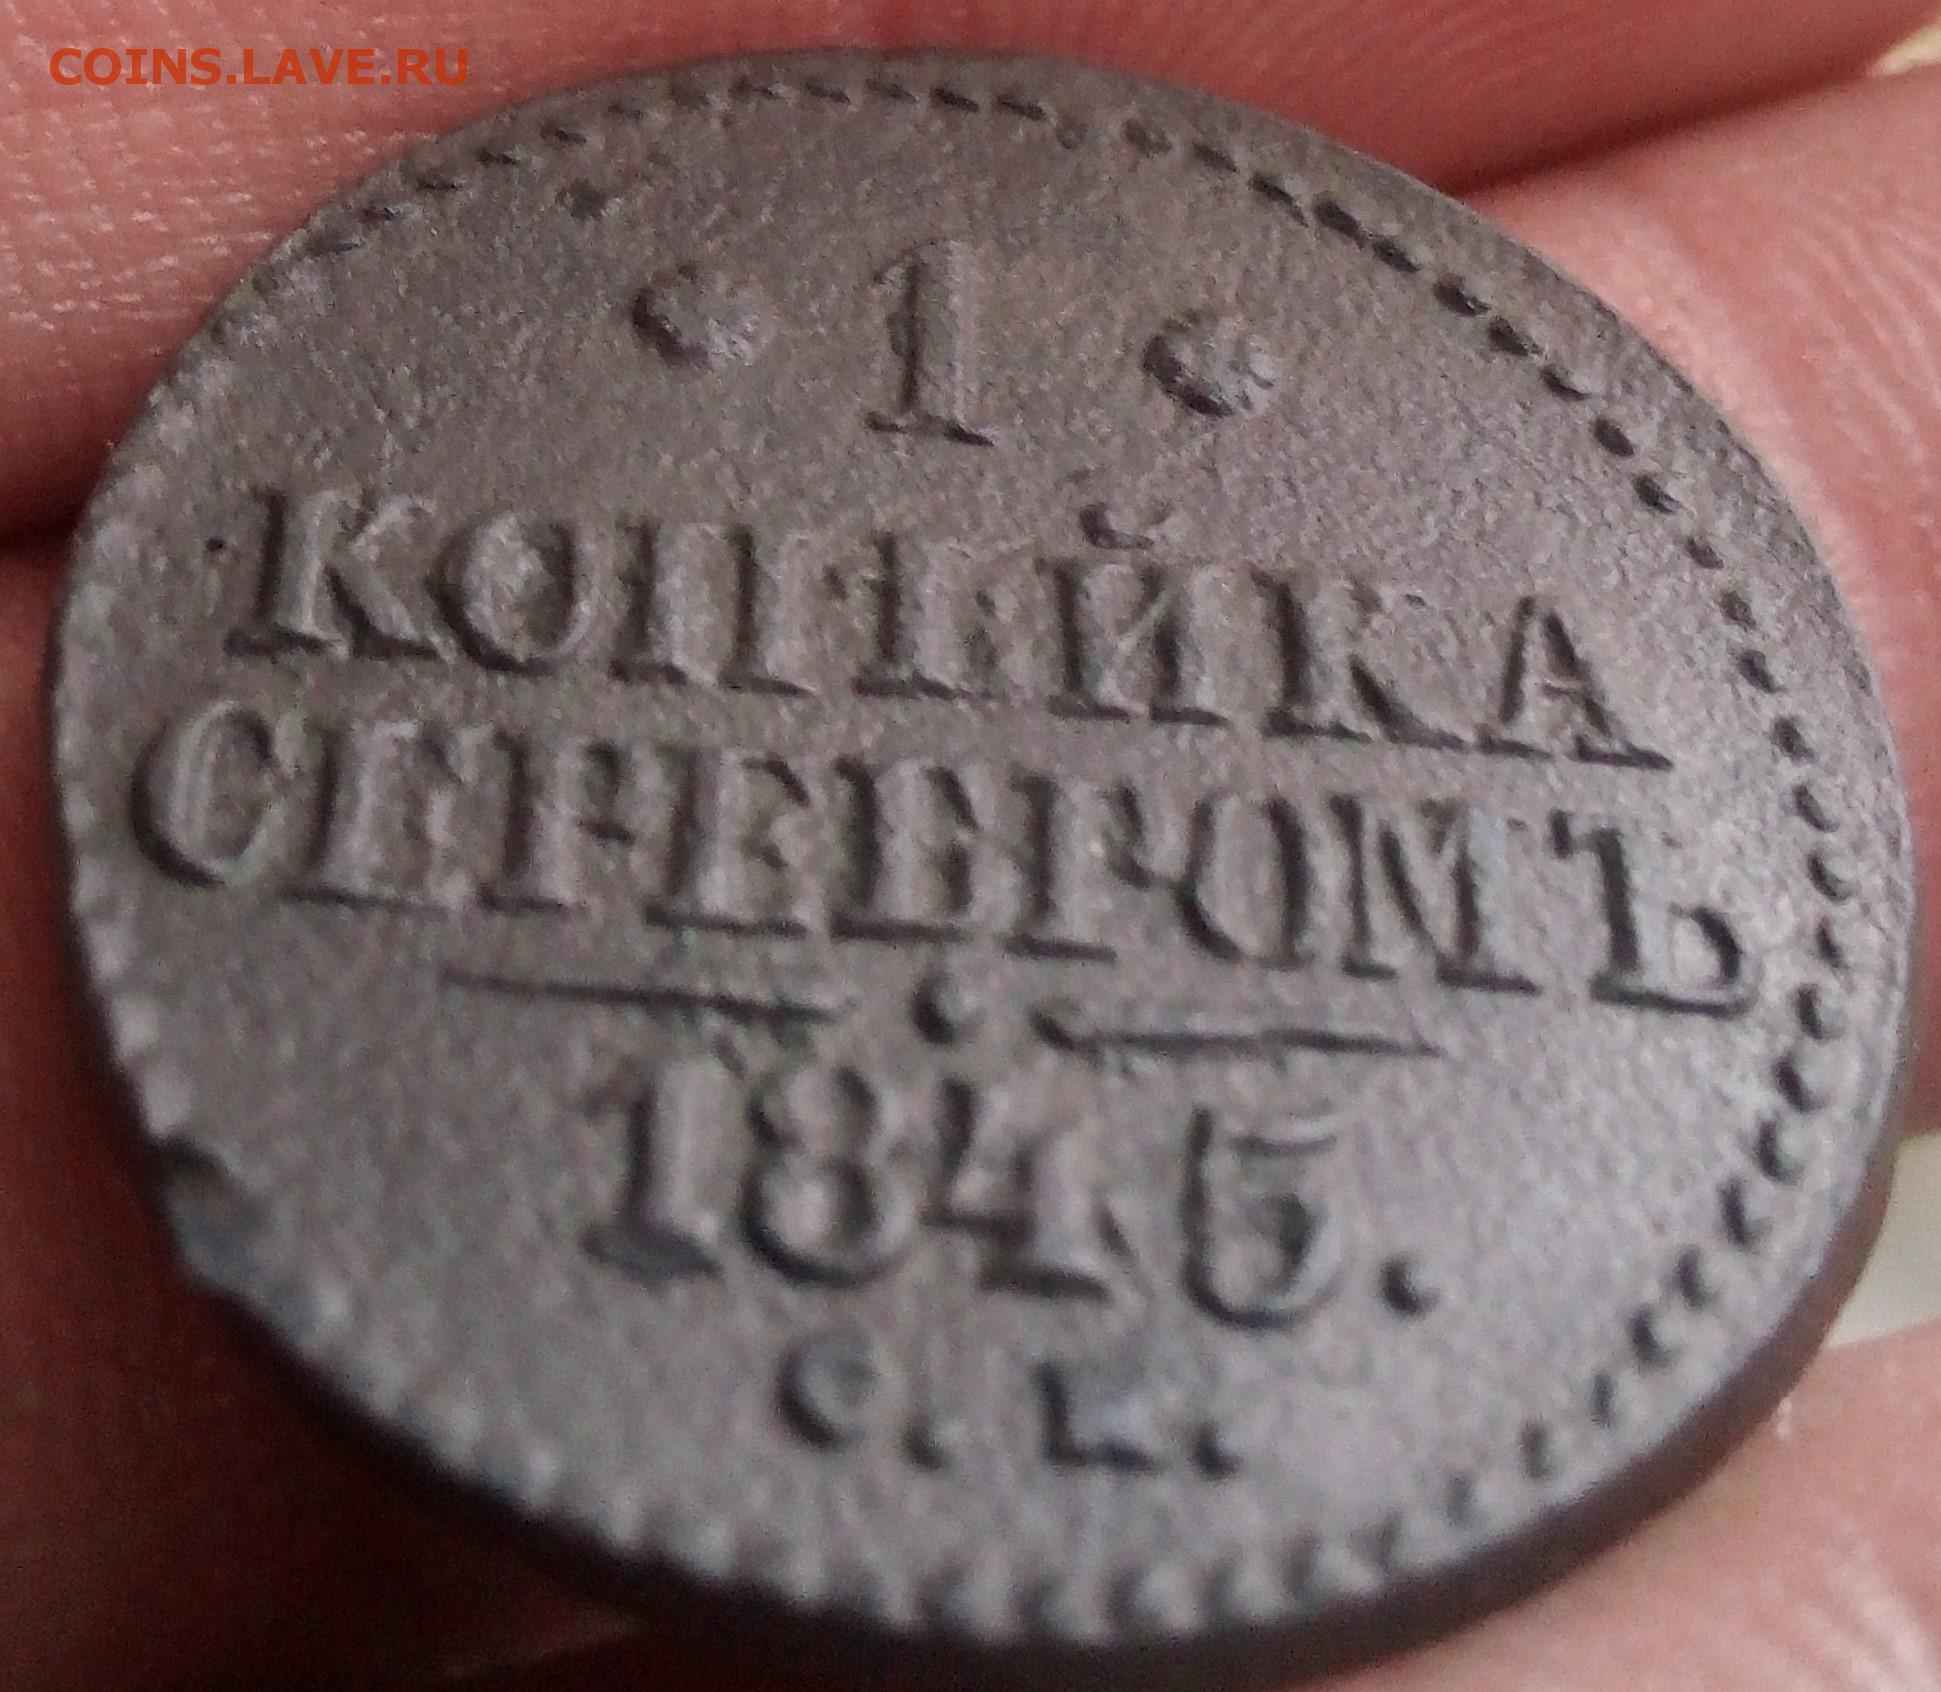 COINS.LAVE.RU
1
КОПѢЙКА
СЕРЕБРОМЪ
1845.
С. М.